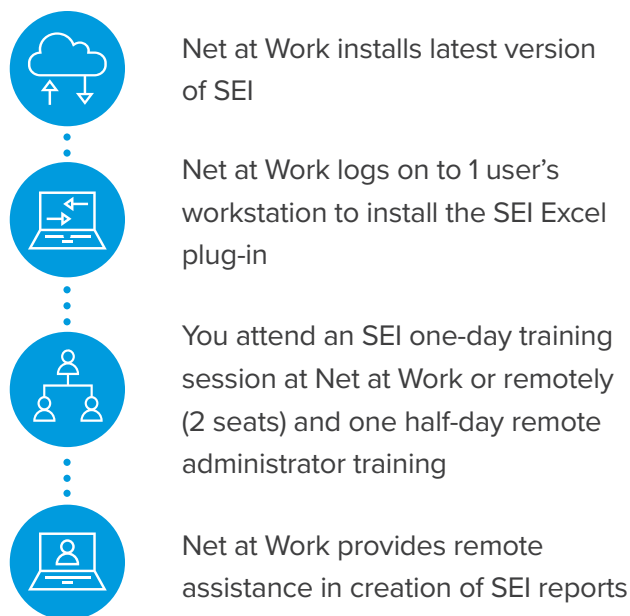 Net at Work installs latest version
of SEI
Net at Work logs on to 1 user’s
workstation to install the SEI Excel
plug-in
You attend an SEI one-day training
session at Net at Work or remotely
(2 seats) and one half-day remote
administrator training
Net at Work provides remote
assistance in creation of SEI reports